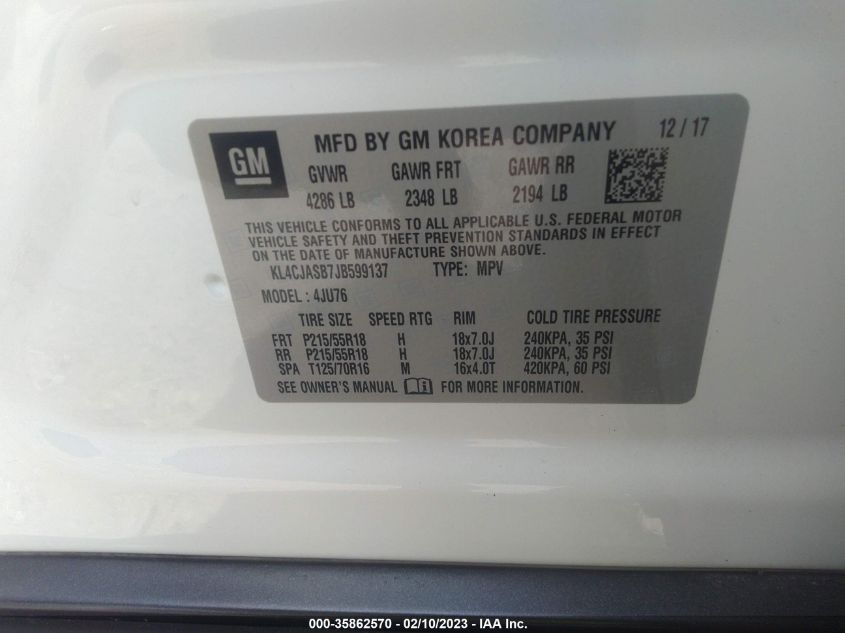 GM
MFD BY GM KOREA COMPANY 12 / 17
GVWR GAWR FRT GAWR RR
4286 LB 2348 LB 2194 LB
THIS VEHICLE CONFORMS TO ALL APPLICABLE U.S. FEDERAL MOTOR
VEHICLE SAFETY AND THEFT PREVENTION STANDARDS IN EFFECT
ON THE DATE OF MANUFACTURE SHOWN ABOVE.
KL4CJASB7JB599137 TYPE: MPV
MODEL : 4JU76
TIRE SIZE SPEED RTG RIM COLD TIRE PRESSURE
FRT P215/55R18 H 18x7.0J 240KPA, 35 PSI
RR P215/55R18 H 18x7.0J 240KPA, 35 PSI
SPA T125/70R16 M 16x4.0T 420KPA, 60 PSI
SEE OWNER'S MANUAL FOR MORE INFORMATION.
000-35862570 - 02/10/2023 - IAA Inc.